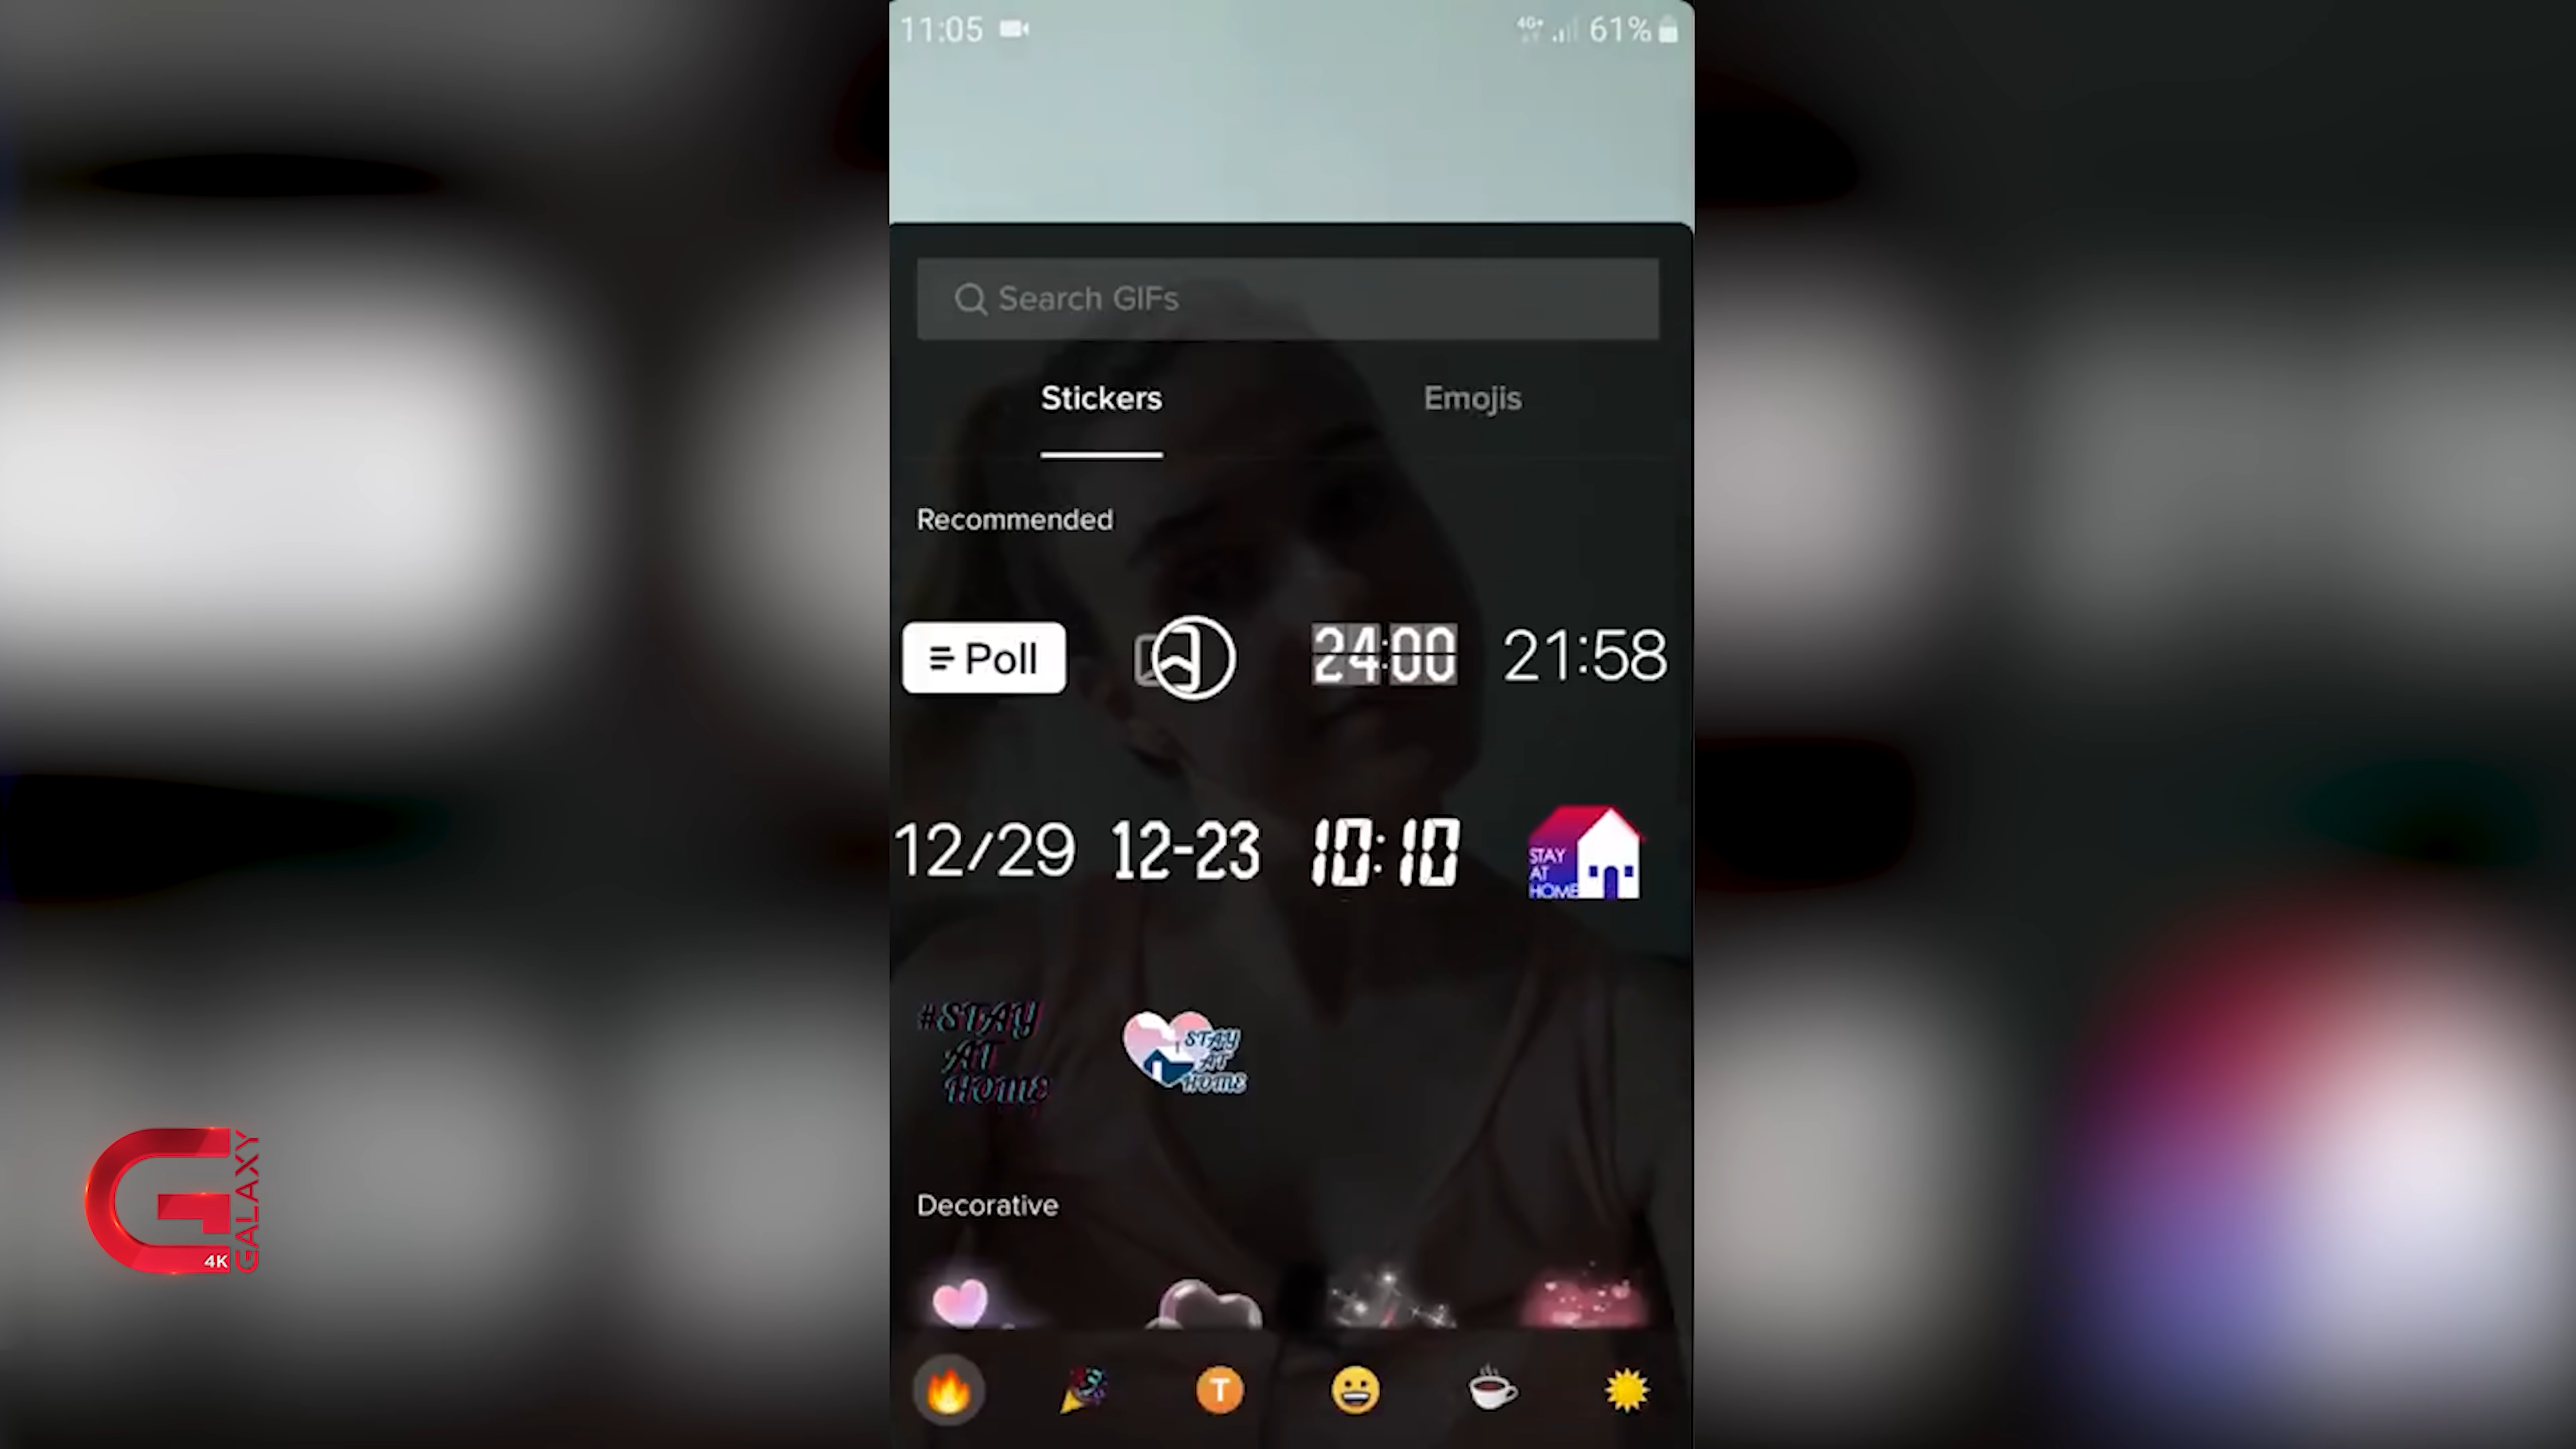 11:05
4G+
61%
Search GIFs
Stickers
Emojis
Recommended
Poll
24:00
21:58
12/29
12-23
10:10
STAY
AT
HOME
#STAY
AT
HOME
STAY
AT
HOME
Decorative
T
4K
GALAXY